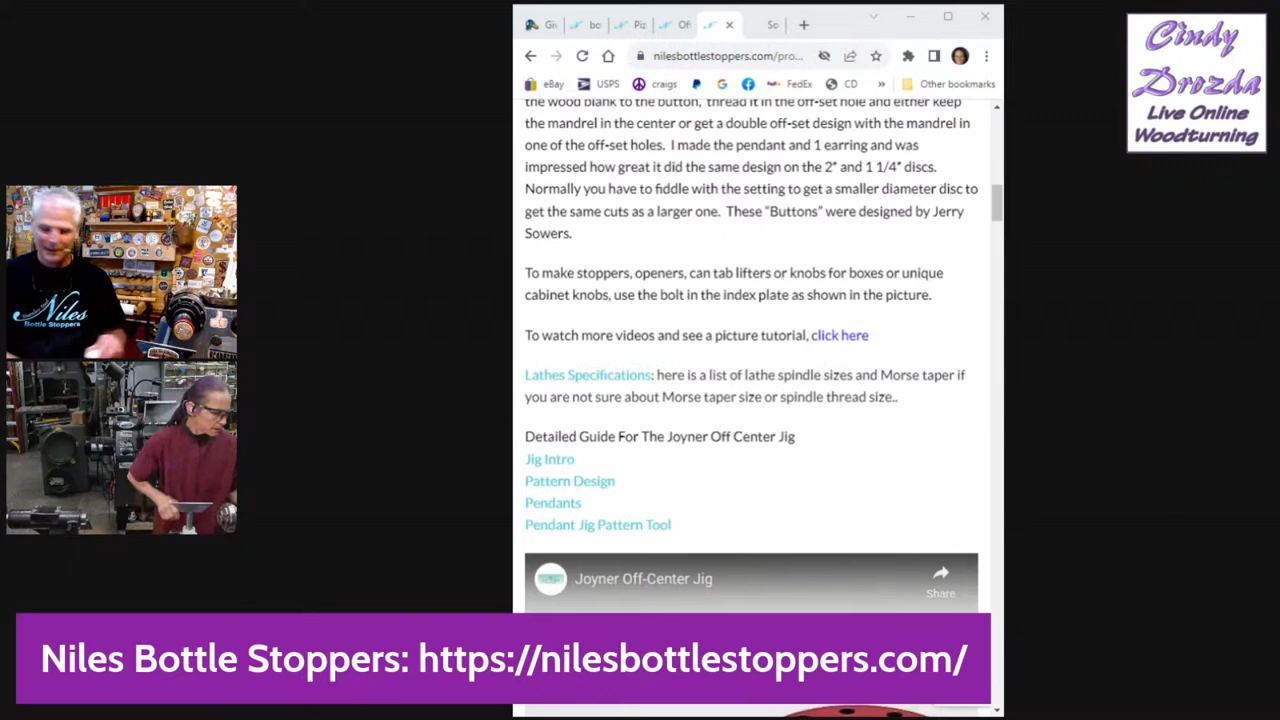 Cindy
Drozda
Live Online
Woodturning
Gi
bo
Piz
Of
So
nilesbottlestoppers.com/pro...
eBay
USPS
craigs
FedEx
CD
»
Other bookmarks
the wood blank to the button, thread it in the off-set hole and either keep
the mandrel in the center or get a double off-set design with the mandrel in
one of the off-set holes. I made the pendant and 1 earring and was
impressed how great it did the same design on the 2" and 1 1/4" discs.
Normally you have to fiddle with the setting to get a smaller diameter disc to
get the same cuts as a larger one. These “Buttons” were designed by Jerry
Sowers.
To make stoppers, openers, can tab lifters or knobs for boxes or unique
cabinet knobs, use the bolt in the index plate as shown in the picture.
To watch more videos and see a picture tutorial, click here
Lathes Specifications: here is a list of lathe spindle sizes and Morse taper if
you are not sure about Morse taper size or spindle thread size..
Detailed Guide For The Joyner Off Center Jig
Jig Intro
Pattern Design
Pendants
Pendant Jig Pattern Tool
Joyner Off-Center Jig
Share
Niles
Bottle Stoppers
Niles Bottle Stoppers: https://nilesbottlestoppers.com/